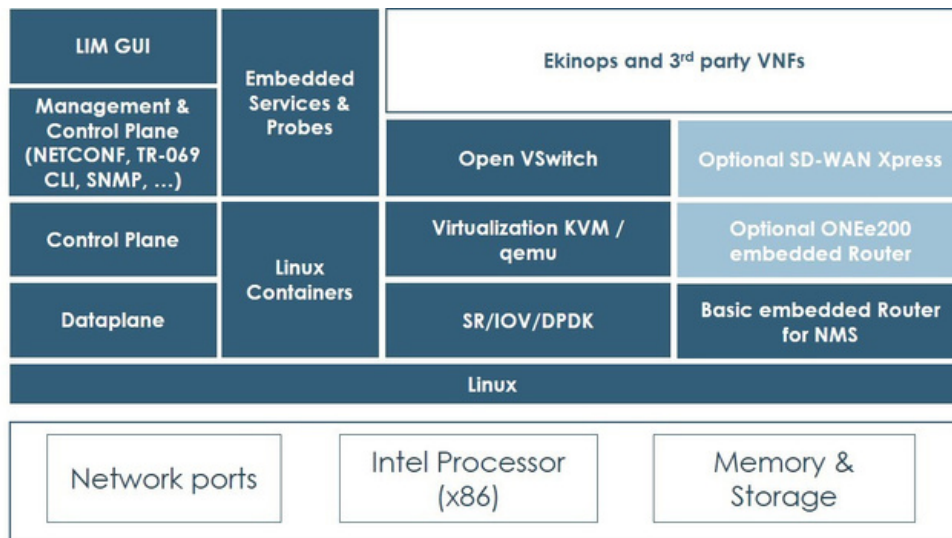 LIM GUI
Management &
Control Plane
(NETCONF, TR-069
CLI, SNMP, ...)
Control Plane
Dataplane
Embedded
Services &
Probes
Linux
Containers
Ekinops and 3rd party VNFs
Open VSwitch
Virtualization KVM /
qemu
SR/IOV/DPDK
Optional SD-WAN Xpress
Optional ONEe200
embedded Router
Basic embedded Router
for NMS
Linux
Network ports
Intel Processor
(x86)
Memory &
Storage